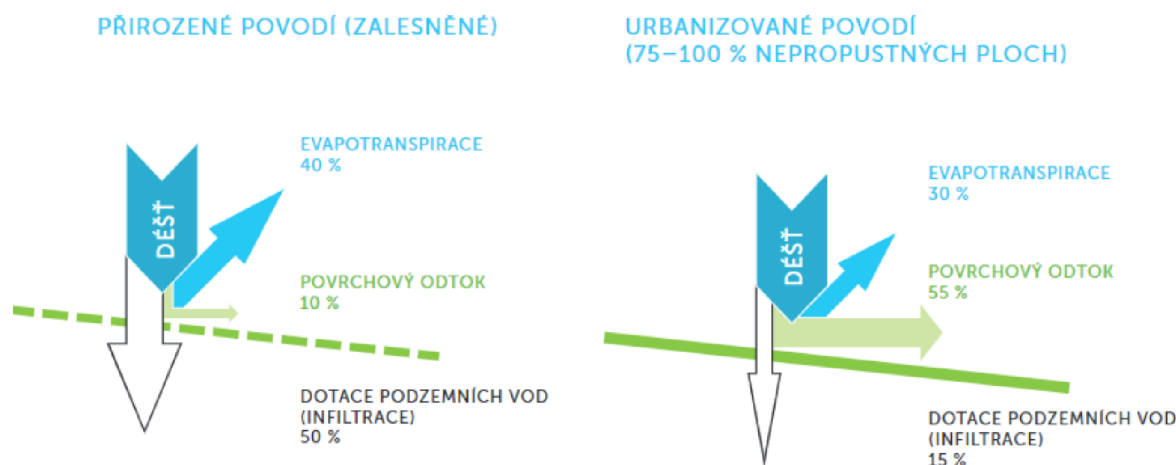 PŘIROZENÉ POVODÍ (ZALESNĚNÉ)
DÉŠŤ
EVAPOTRANSPIRACE
40 %
POVRCHOVÝ ODTOK
10 %
DOTACE PODZEMNÍCH VOD
(INFILTRACE)
50 %
URBANIZOVANÉ POVODÍ
(75–100 % NEPROPUSTNÝCH PLOCH)
DÉŠŤ
EVAPOTRANSPIRACE
30 %
POVRCHOVÝ ODTOK
55 %
DOTACE PODZEMNÍCH VOD
(INFILTRACE)
15 %